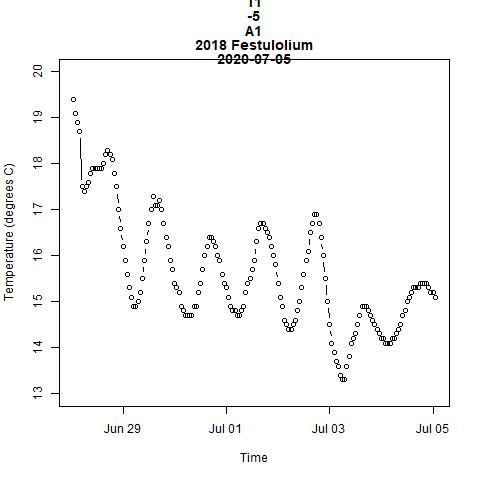 T1
-5
A1
2018 Festulolium
2020-07-05
Temperature (degrees C)
20
19
18
17
16
15
14
13
Jun 29
Jul 01
Jul 03
Jul 05
Time